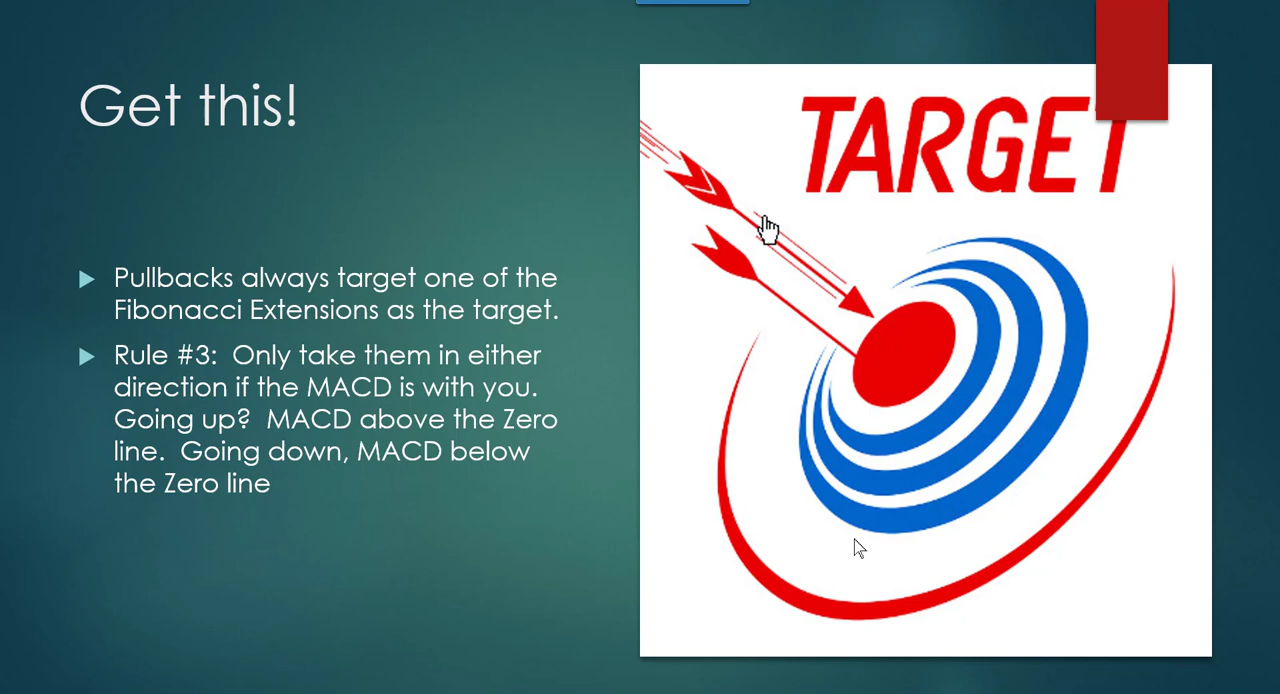 Get this!
Pullbacks always target one of the
Fibonacci Extensions as the target.
Rule #3:  Only take them in either
direction if the MACD is with you.
Going up?  MACD above the Zero
line.  Going down, MACD below
the Zero line
TARGET